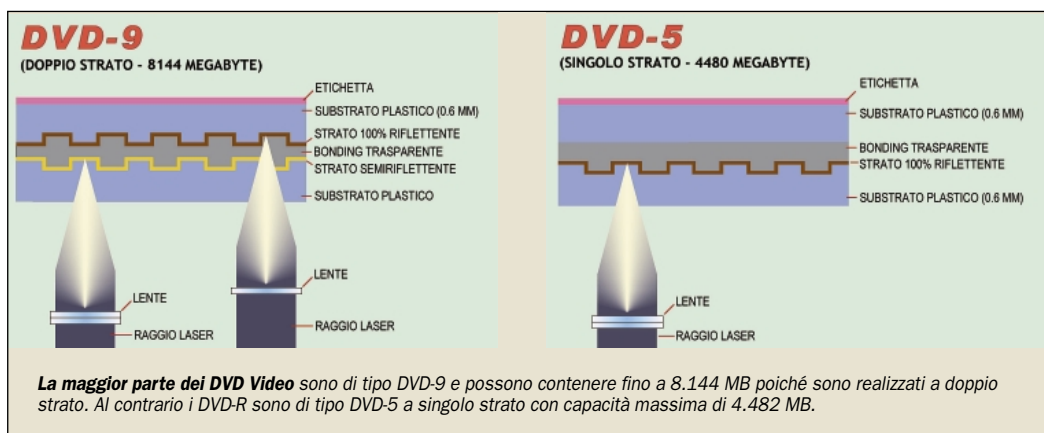 DVD-9
(DOPPIO STRATO - 8144 MEGABYTE)
ETICHETTA
SUBSTRATO PLASTICO (0.6 MM)
STRATO 100% RIFLETTENTE
BONDING TRASPARENTE
STRATO SEMIRIFLETTENTE
SUBSTRATO PLASTICO
LENTE
RAGGIO LASER
LENTE
RAGGIO LASER
DVD-5
(SINGOLO STRATO - 4480 MEGABYTE)
ETICHETTA
SUBSTRATO PLASTICO (0.6 MM)
BONDING TRASPARENTE
STRATO 100% RIFLETTENTE
SUBSTRATO PLASTICO (0.6 MM)
LENTE
RAGGIO LASER
La maggior parte dei DVD Video sono di tipo DVD-9 e possono contenere fino a 8.144 MB poiché sono realizzati a doppio
strato. Al contrario i DVD-R sono di tipo DVD-5 a singolo strato con capacità massima di 4.482 MB.